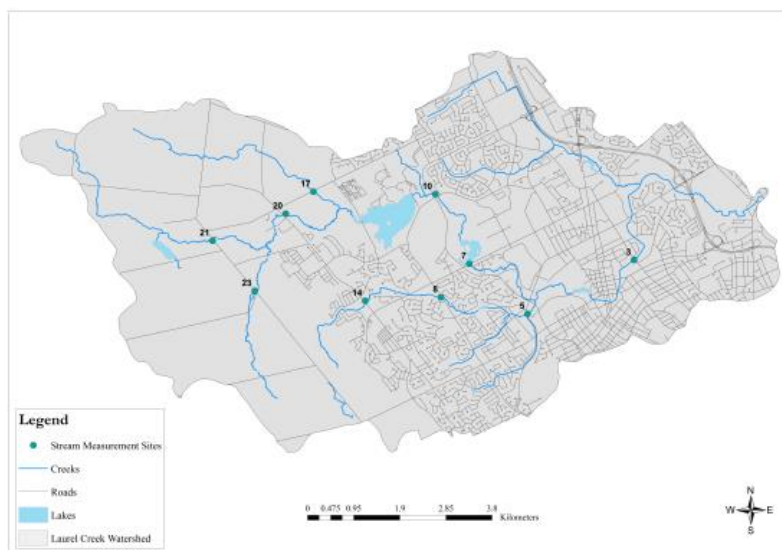 17
10
20
21
7
3
23
14
8
5
Legend
Stream Measurement Sites
Creeks
Roads
Lakes
Laurel Creek Watershed
0 0.475 0.95 1.9 2.85 3.8
Kilometers
N
W E
S